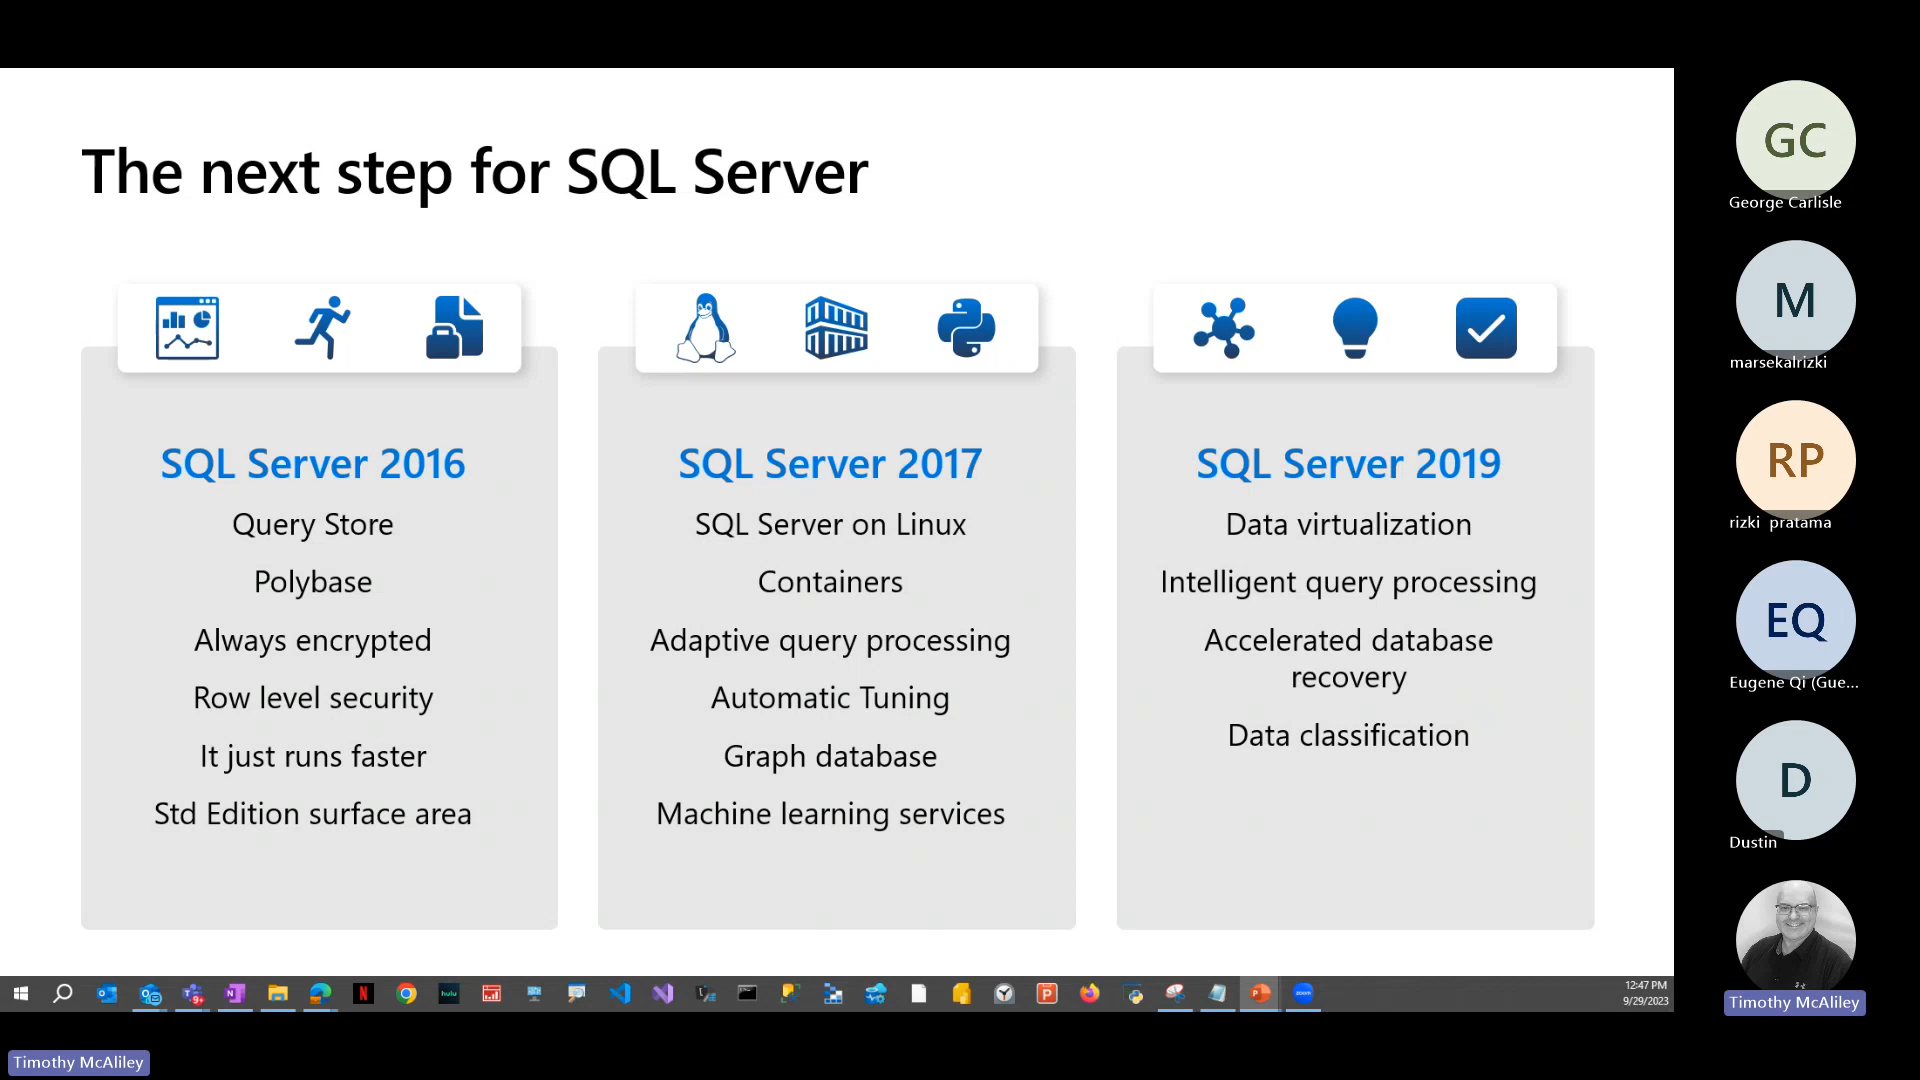 The next step for SQL Server
SQL Server 2016
Query Store
Polybase
Always encrypted
Row level security
It just runs faster
Std Edition surface area
SQL Server 2017
SQL Server on Linux
Containers
Adaptive query processing
Automatic Tuning
Graph database
Machine learning services
SQL Server 2019
Data virtualization
Intelligent query processing
Accelerated database
recovery
Data classification
GC
George Carlisle
M
marsekalrizki
RP
rizki pratama
EQ
Eugene Qi (Gue...
D
Dustin
Timothy McAliley
hulu
12:47 PM
9/29/2023
Timothy McAliley